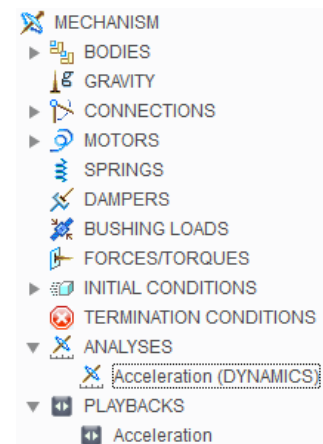 MECHANISM
BODIES
GRAVITY
CONNECTIONS
MOTORS
SPRINGS
DAMPERS
BUSHING LOADS
FORCES/TORQUES
INITIAL CONDITIONS
TERMINATION CONDITIONS
ANALYSES
Acceleration (DYNAMICS)
PLAYBACKS
Acceleration